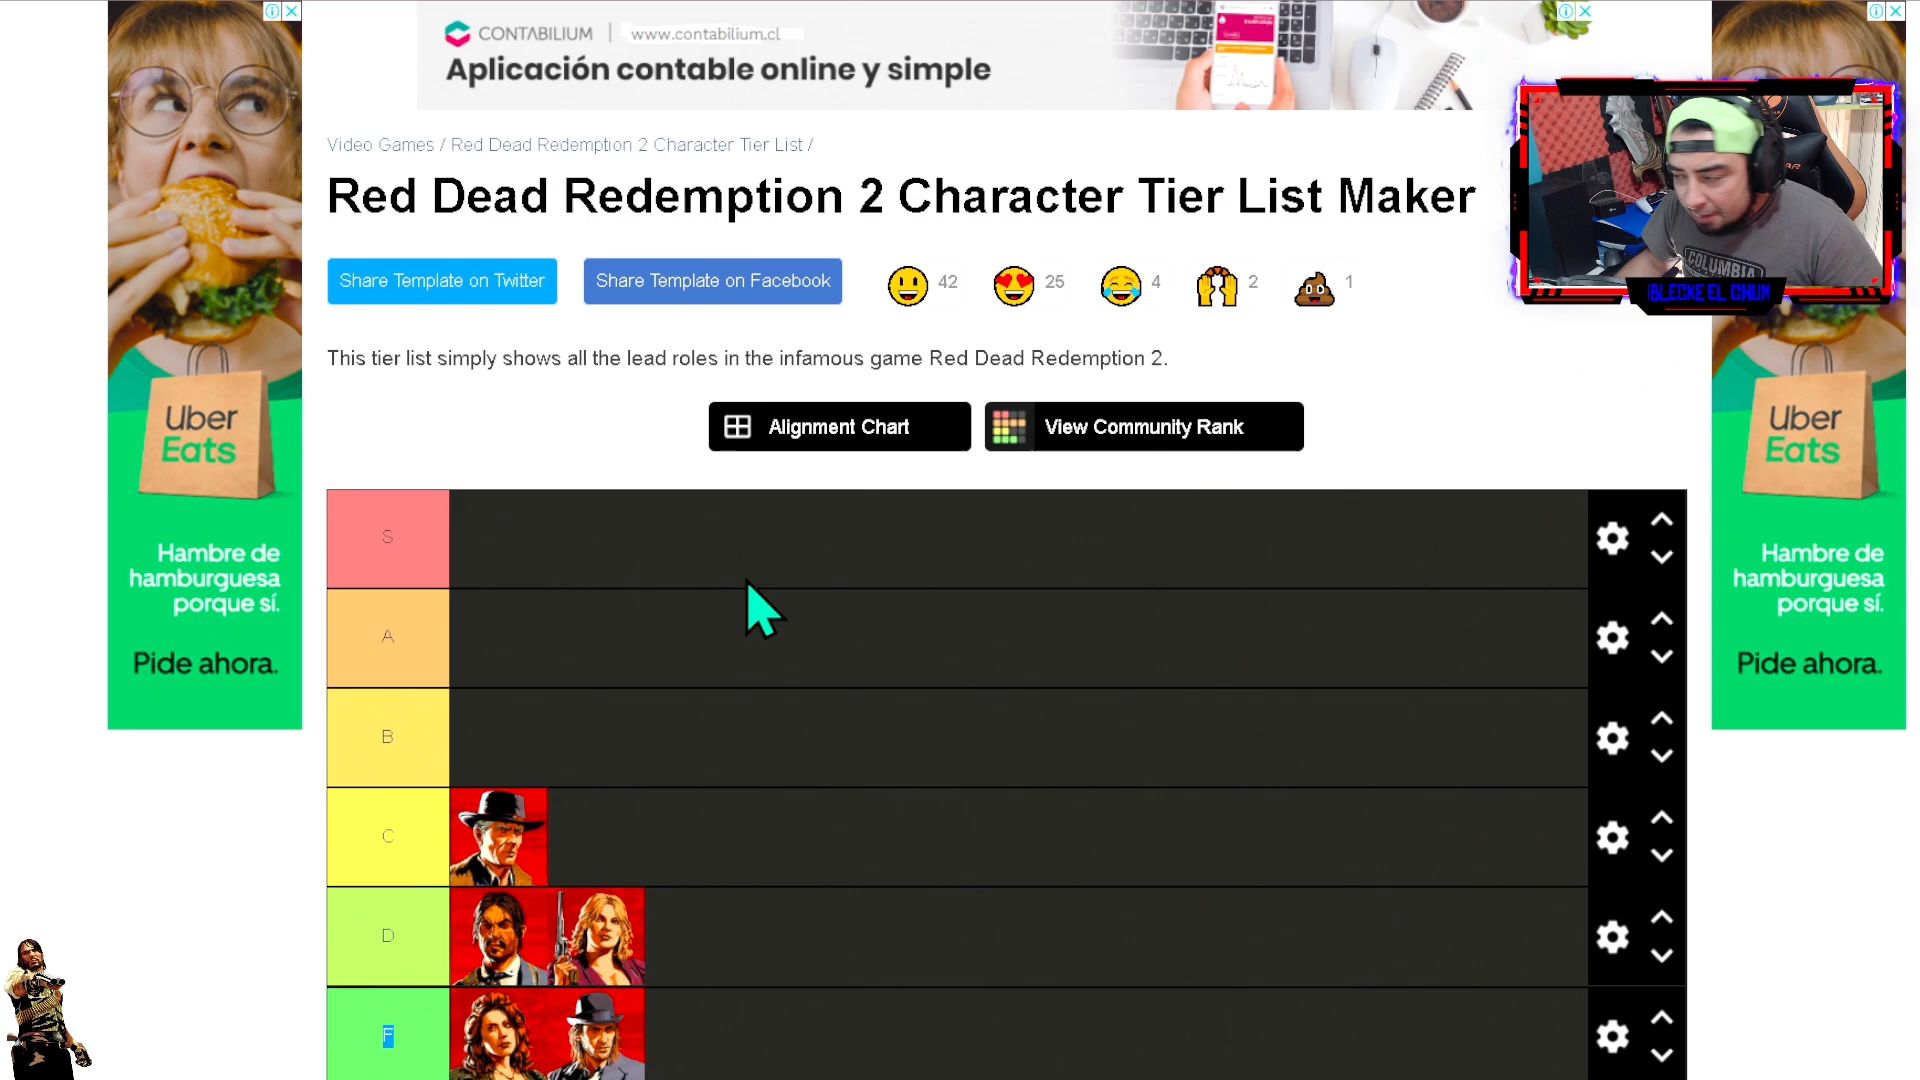 CONTABILIUM | www.contabilium.cl
Aplicación contable online y simple
Video Games / Red Dead Redemption 2 Character Tier List /
Red Dead Redemption 2 Character Tier List Maker
Share Template on Twitter
Share Template on Facebook
42
25
4
2
1
COLUMBIA
This tier list simply shows all the lead roles in the infamous game Red Dead Redemption 2.
Alignment Chart
View Community Rank
Uber
Eats
Hambre de
hamburguesa
porque sí.
Pide ahora.
S
A
B
C
D
F
Uber
Eats
Hambre de
hamburguesa
porque sí.
Pide ahora.